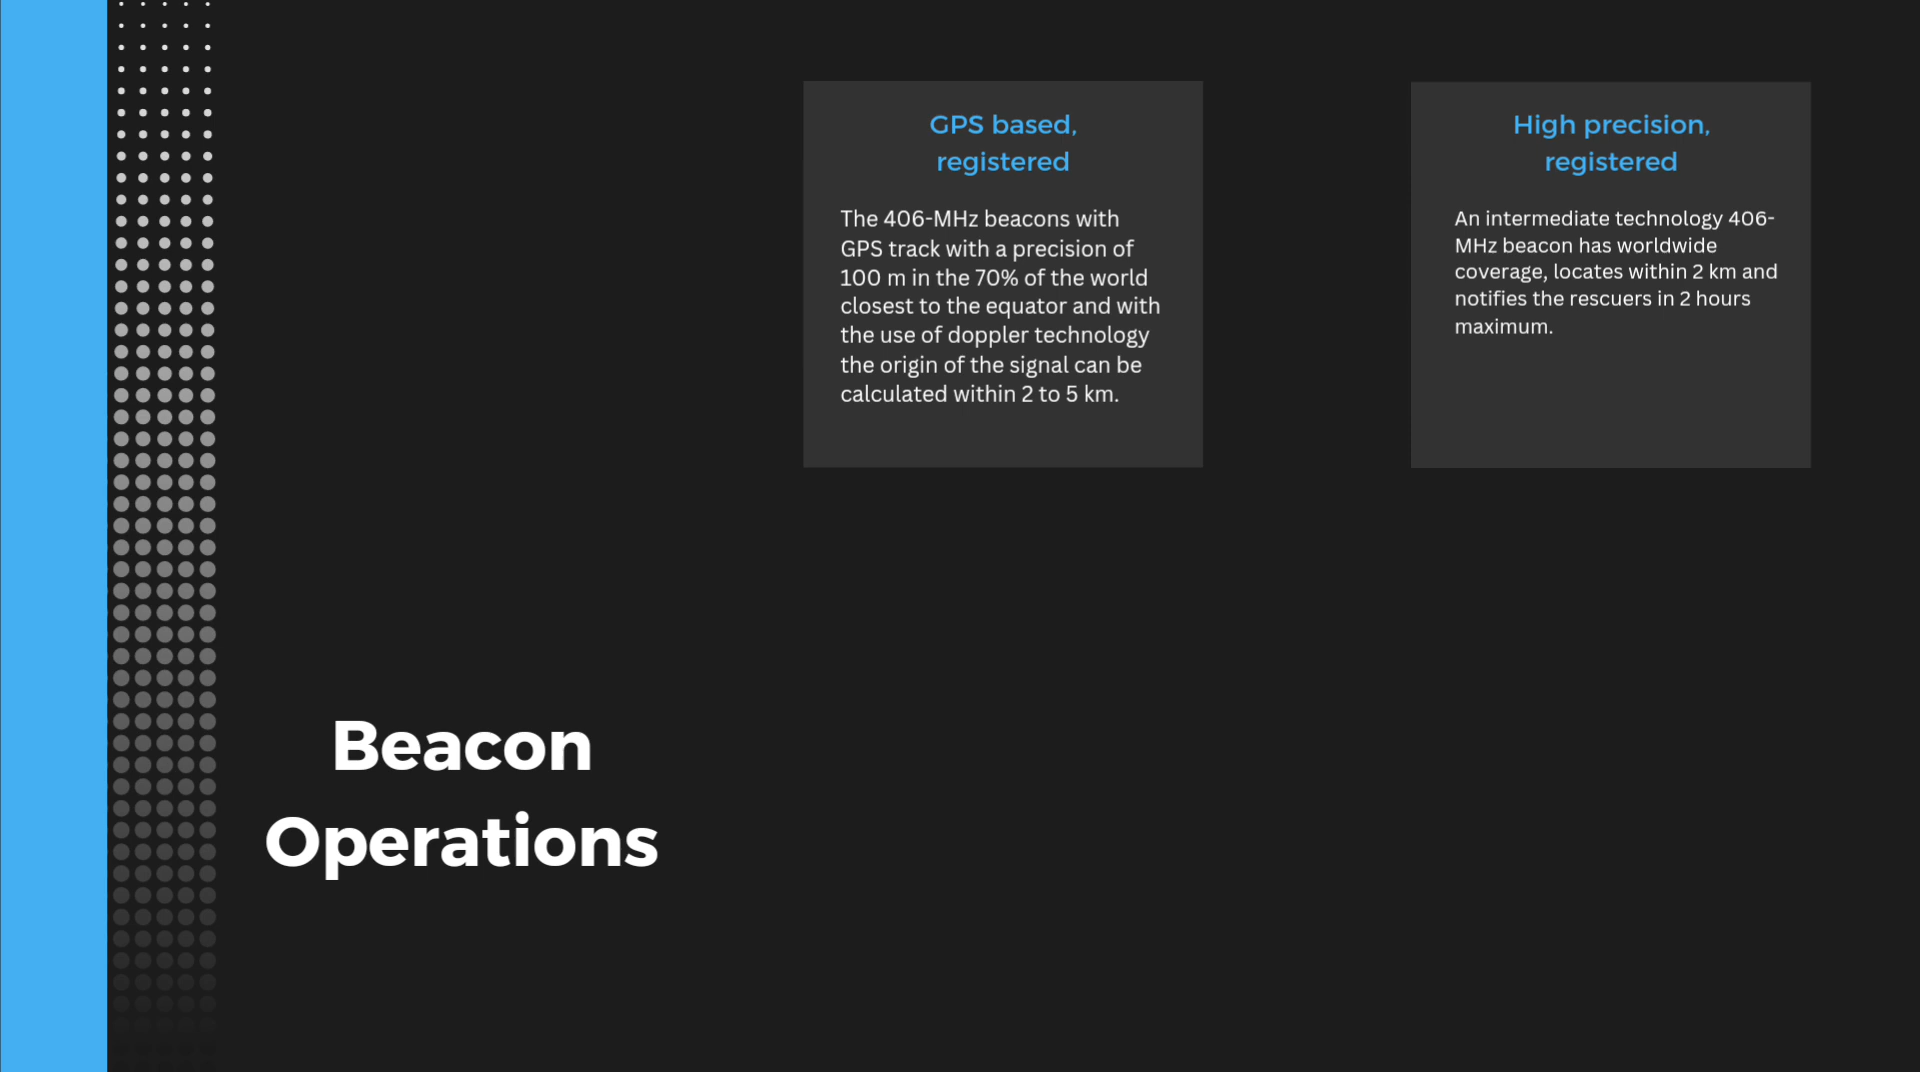 GPS based,
registered
The 406-MHz beacons with
GPS track with a precision of
100 m in the 70% of the world
closest to the equator and with
the use of doppler technology
the origin of the signal can be
calculated within 2 to 5 km.
High precision,
registered
An intermediate technology 406-
MHz beacon has worldwide
coverage, locates within 2 km and
notifies the rescuers in 2 hours
maximum.
Beacon
Operations